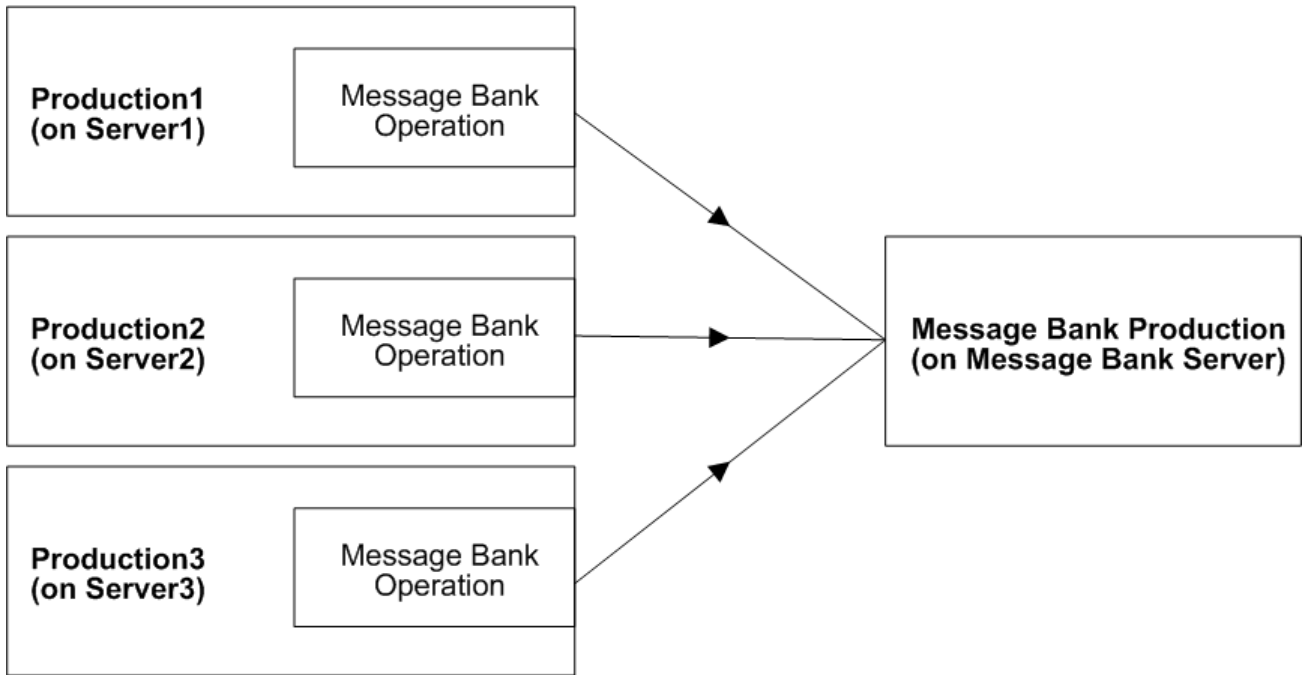 Production1
(on Server1)
Message Bank
Operation
Production2
(on Server2)
Message Bank
Operation
Message Bank Production
(on Message Bank Server)
Production3
(on Server3)
Message Bank
Operation